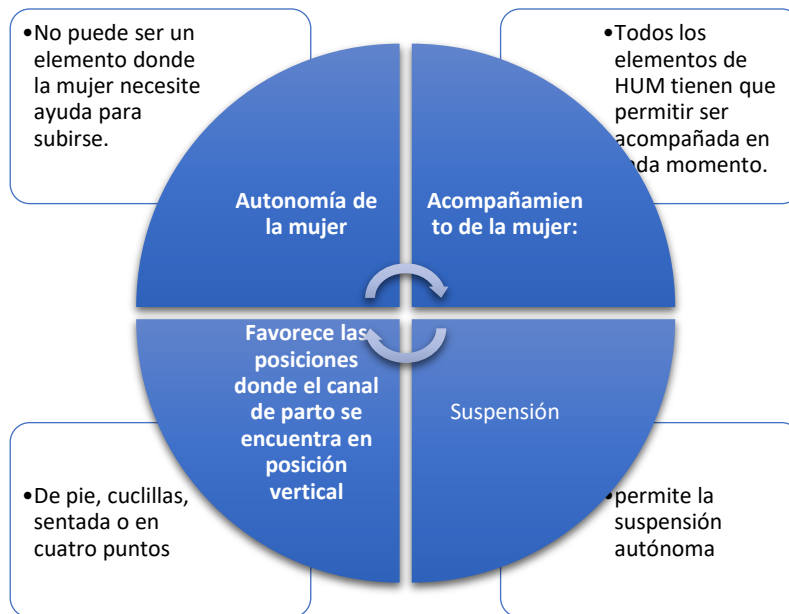 •No puede ser un
elemento donde
la mujer necesite
ayuda para
subirse.
•Todos los
elementos de
HUM tienen que
permitir ser
acompañada en
momento.
Autonomía de
la mujer
Acompañamien
to de la mujer:
Favorece las
posiciones
donde el canal
de parto se
encuentra en
posición
vertical
Suspensión
•De pie, cuclillas,
sentada o en
cuatro puntos
•permite la
suspensión
autónoma